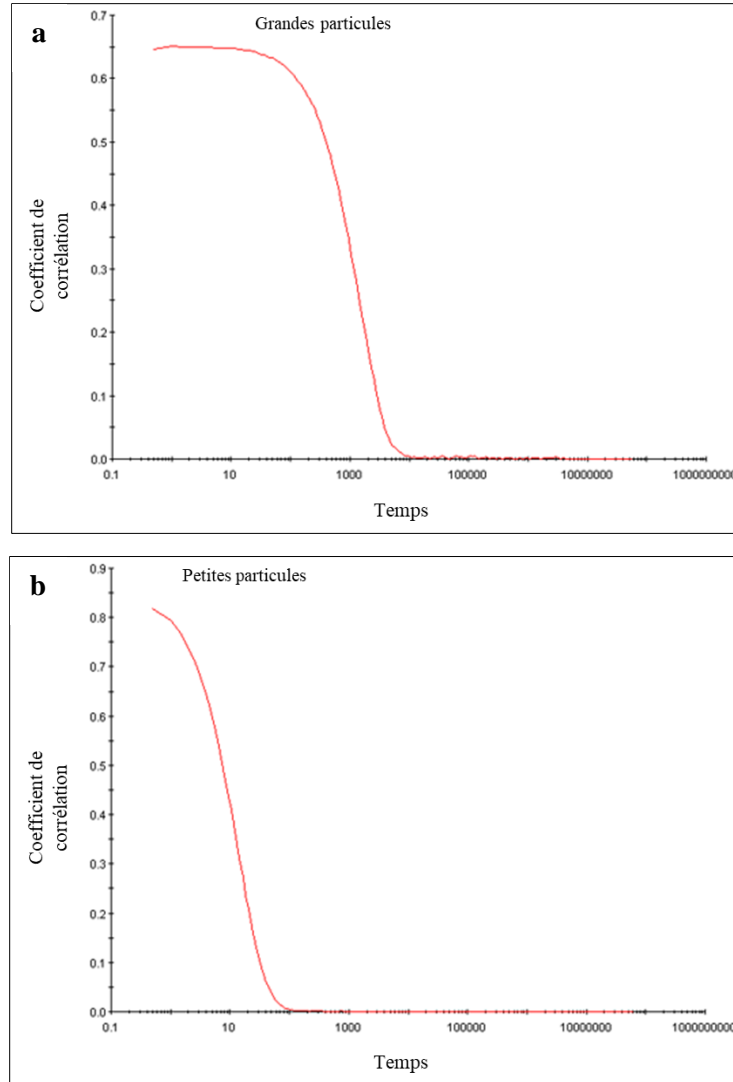 a
Grandes particules
0.7
0.6
0.5
0.4
0.3
0.2
0.1
0.0
Coefficient de
corrélation
0.1 10 1000 100000 10000000 1000000000
Temps
b
Petites particules
0.9
0.8
0.7
0.6
0.5
0.4
0.3
0.2
0.1
0.0
Coefficient de
corrélation
0.1 10 1000 100000 10000000 1000000000
Temps